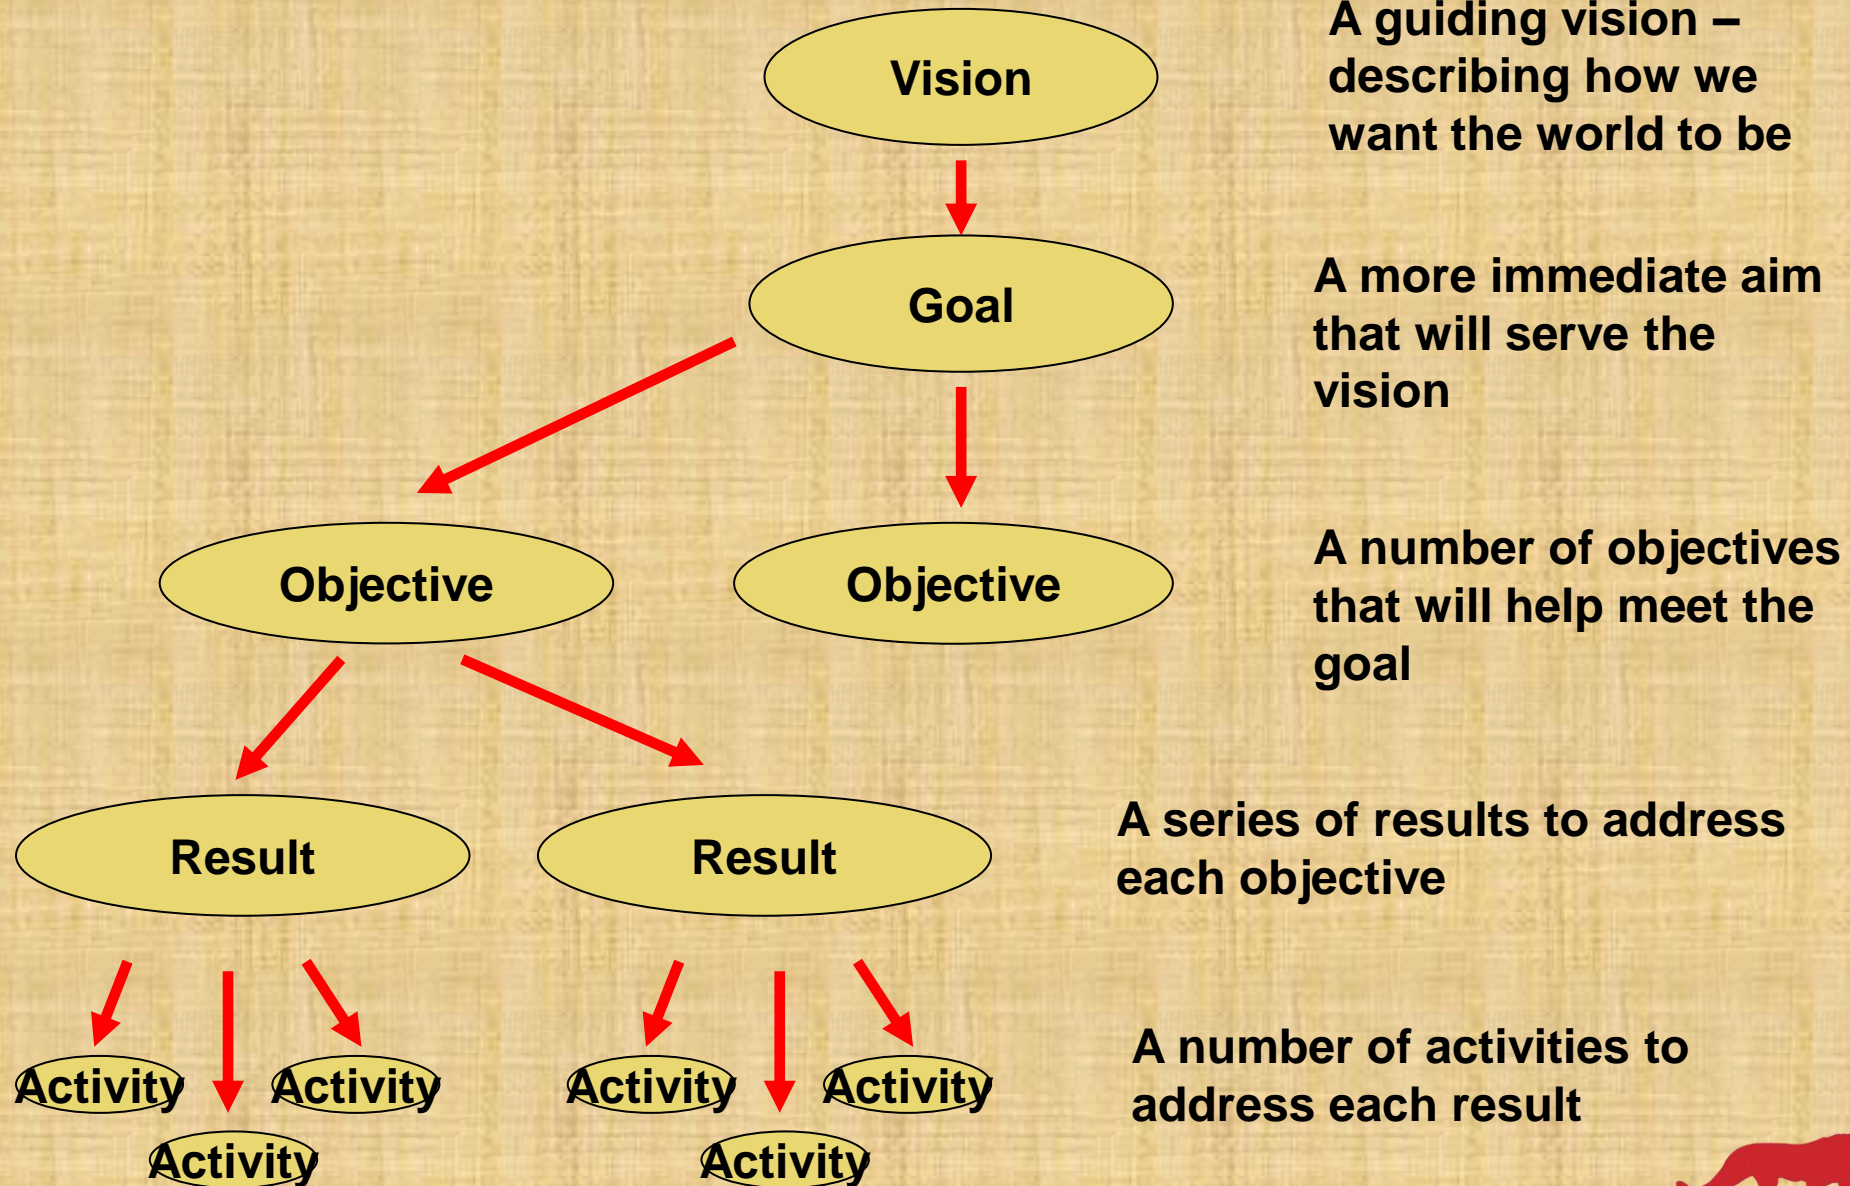 Vision
A guiding vision –
describing how we
want the world to be
Goal
A more immediate aim
that will serve the
vision
Objective
Objective
A number of objectives
that will help meet the
goal
Result
Result
A series of results to address
each objective
Activity
Activity
Activity
Activity
Activity
Activity
A number of activities to
address each result